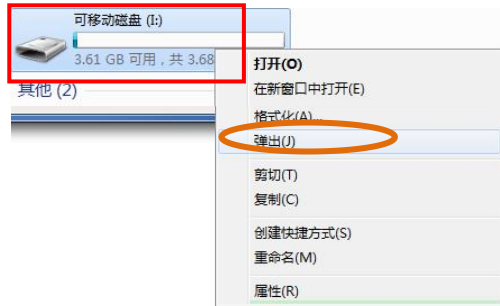 可移动磁盘 (I:)
3.61 GB 可用，共 3.68
其他 (2)
打开(O)
在新窗口中打开(E)
格式化(A)...
弹出(J)
剪切(T)
复制(C)
创建快捷方式(S)
重命名(M)
属性(R)